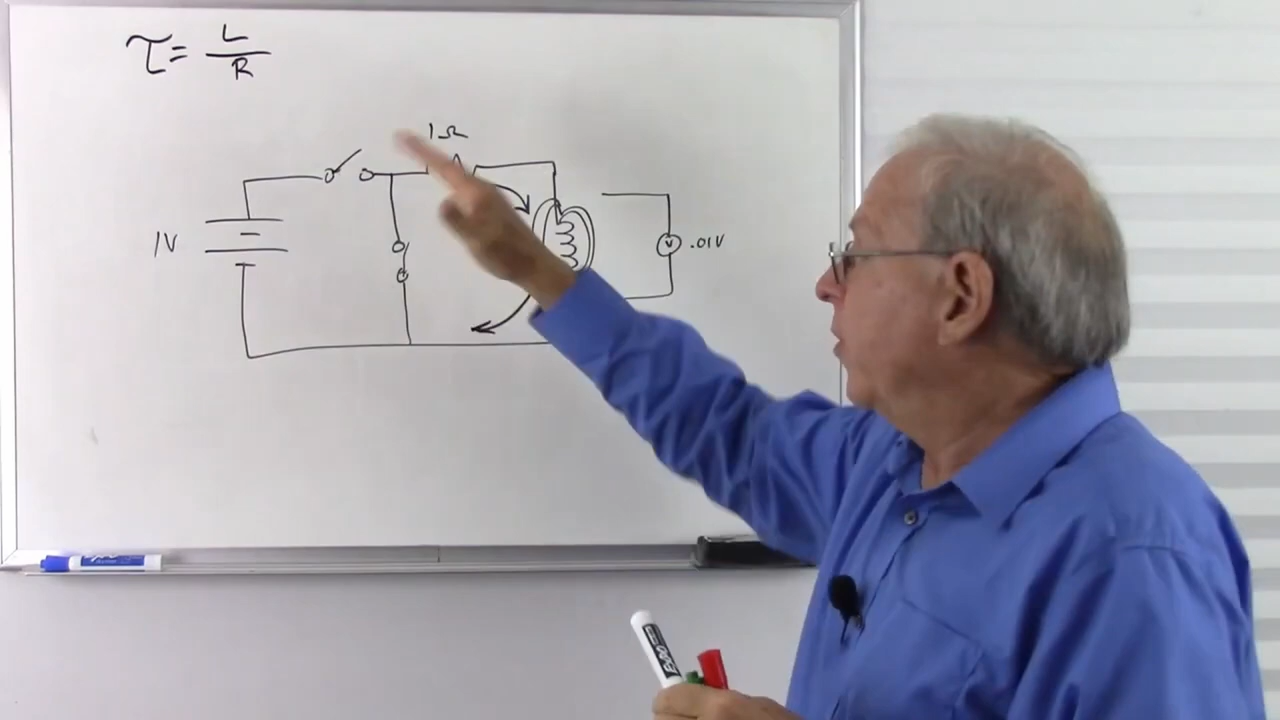 τ = L/R
1Ω
1V
V .01V
EXPO